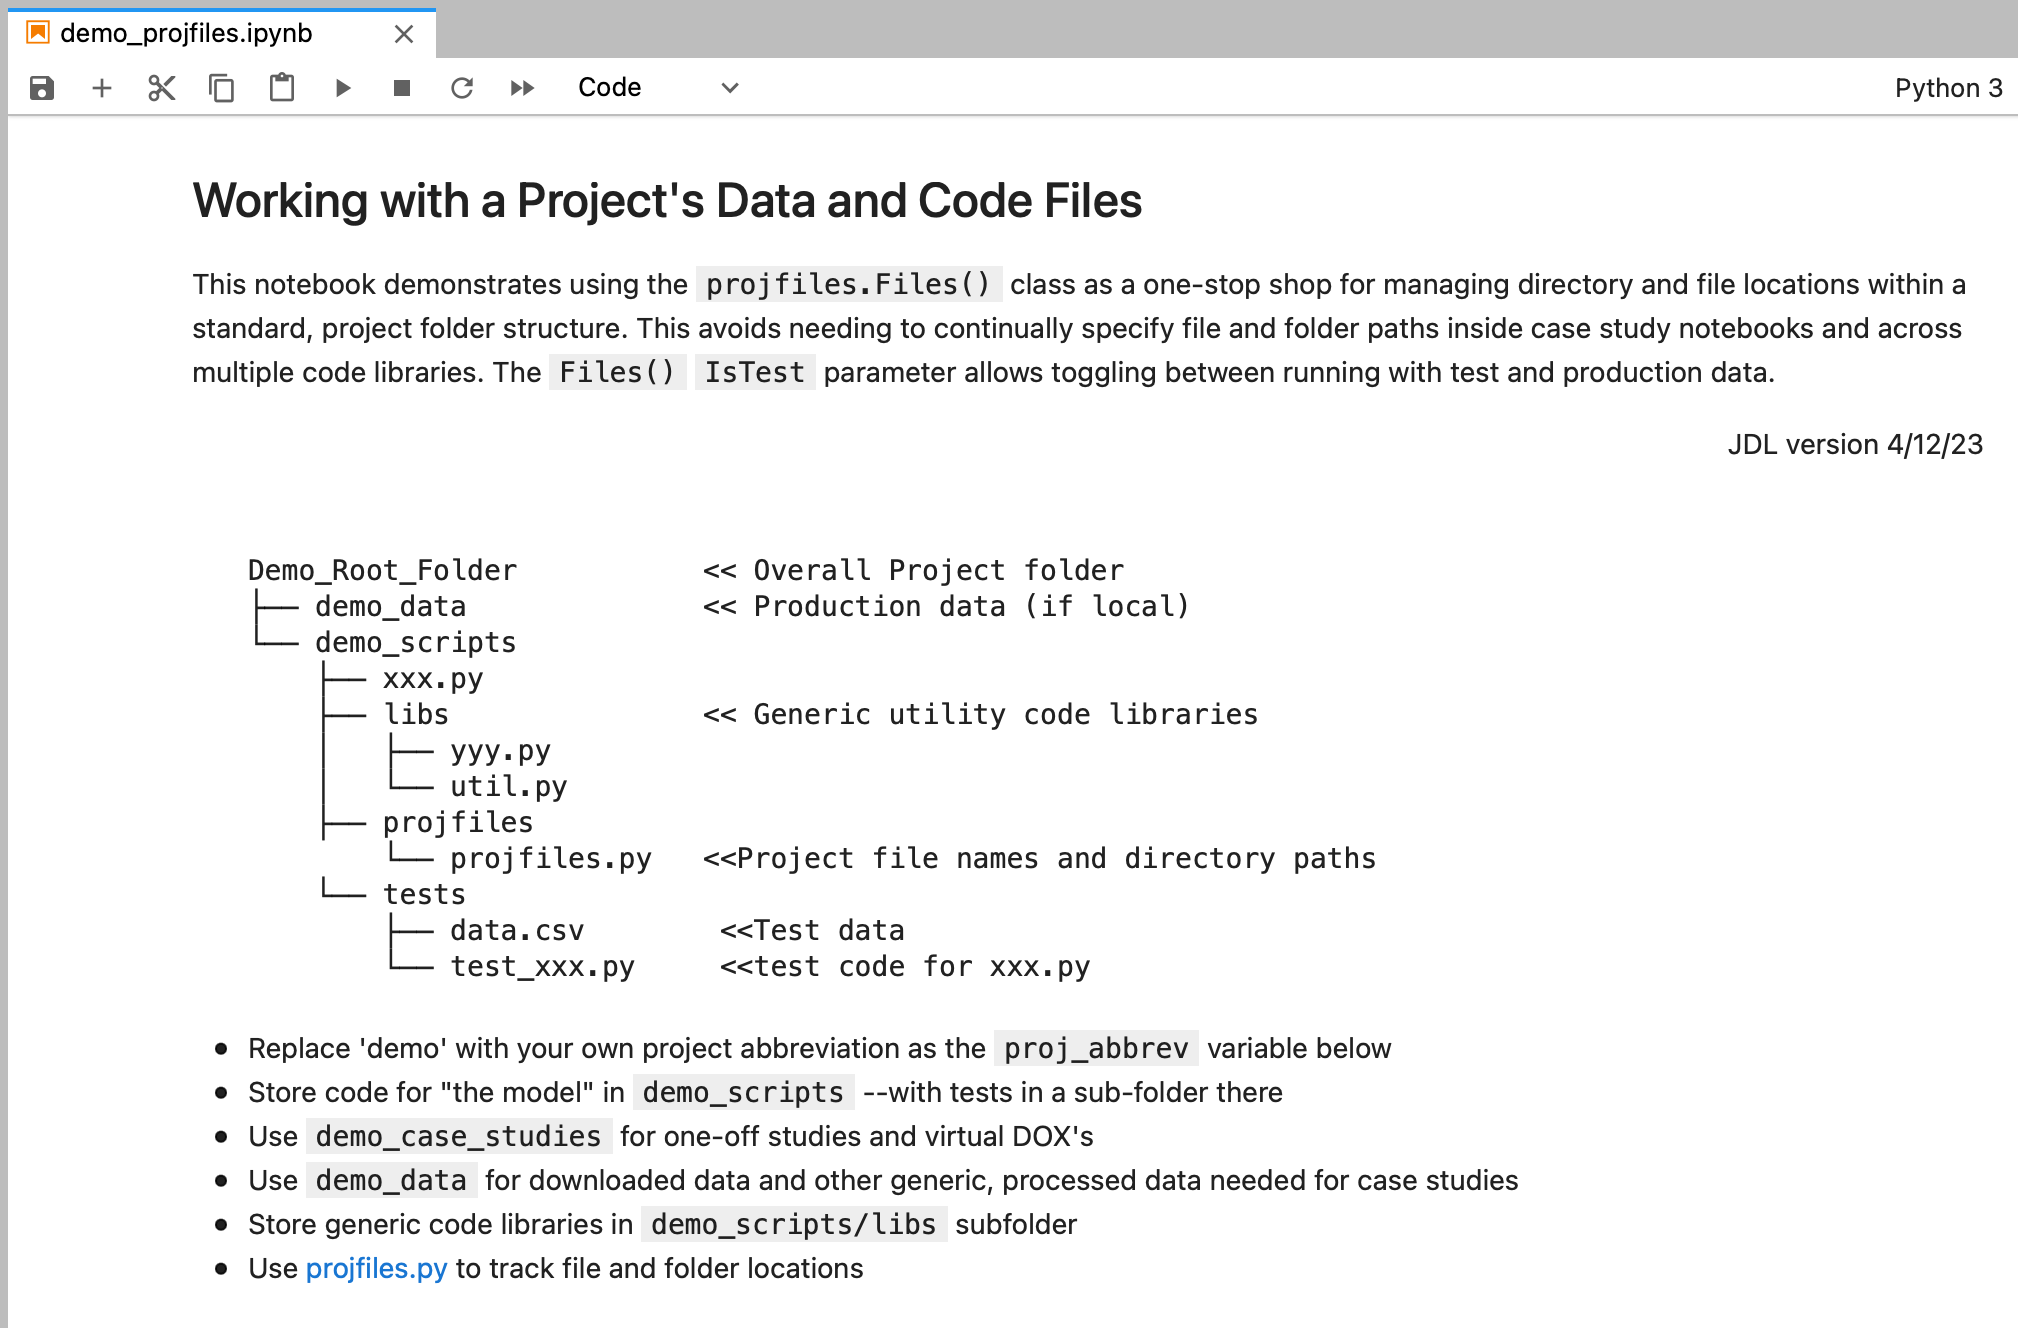 demo_projfiles.ipynb
Code
Python 3
Working with a Project's Data and Code Files
This notebook demonstrates using the projfiles.Files() class as a one-stop shop for managing directory and file locations within a
standard, project folder structure. This avoids needing to continually specify file and folder paths inside case study notebooks and across
multiple code libraries. The Files() IsTest parameter allows toggling between running with test and production data.
JDL version 4/12/23
Demo_Root_Folder           << Overall Project folder
├── demo_data              << Production data (if local)
└── demo_scripts
    ├── xxx.py
    ├── libs               << Generic utility code libraries
    │   ├── yyy.py
    │   └── util.py
    ├── projfiles
        └── projfiles.py   <<Project file names and directory paths
    └── tests
        ├── data.csv        <<Test data
        └── test_xxx.py     <<test code for xxx.py
• Replace 'demo' with your own project abbreviation as the proj_abbrev variable below
• Store code for "the model" in demo_scripts --with tests in a sub-folder there
• Use demo_case_studies for one-off studies and virtual DOX's
• Use demo_data for downloaded data and other generic, processed data needed for case studies
• Store generic code libraries in demo_scripts/libs subfolder
• Use projfiles.py to track file and folder locations